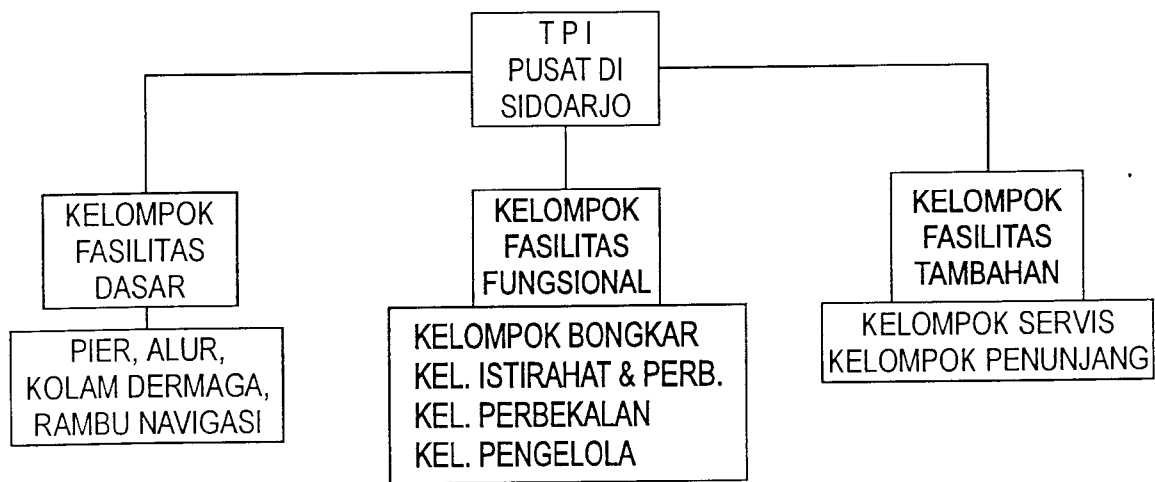 T P I
PUSAT DI
SIDOARJO
KELOMPOK
FASILITAS
DASAR
PIER, ALUR,
KOLAM DERMAGA,
RAMBU NAVIGASI
KELOMPOK
FASILITAS
FUNGSIONAL
KELOMPOK BONGKAR
KEL. ISTIRAHAT & PERB.
KEL. PERBEKALAN
KEL. PENGELOLA
KELOMPOK
FASILITAS
TAMBAHAN
KELOMPOK SERVIS
KELOMPOK PENUNJANG